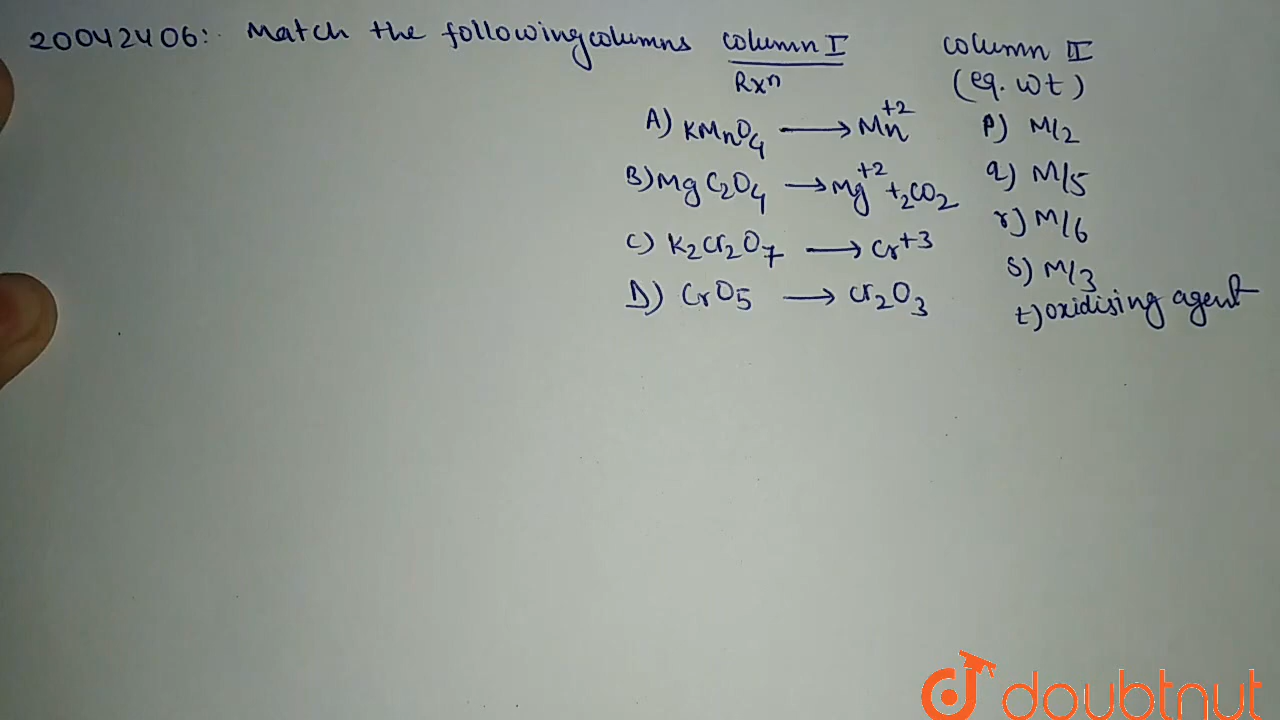 20042406: Match the following columns column I column II
Rxn (eq. wt)
A) KMnO4 ⟶ Mn+2 p) M/2
B) MgC2O4 ⟶ Mg+2 + 2CO2 q) M/5
C) K2Cr2O7 ⟶ Cr+3 r) M/6
D) CrO5 ⟶ Cr2O3 s) M/3
t) oxidising agent
doubtnut